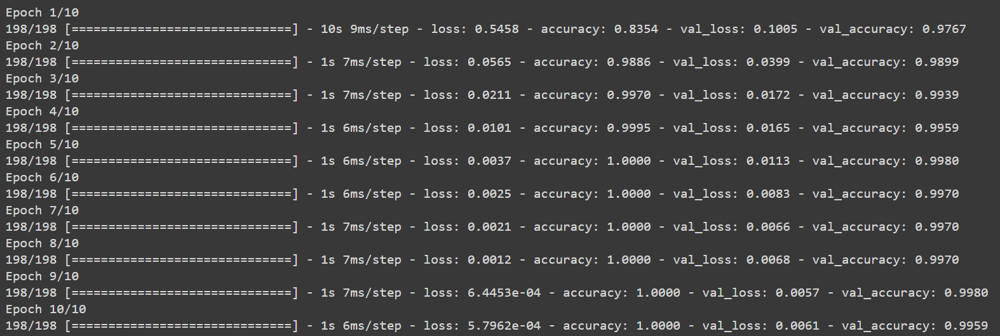 Epoch 1/10
198/198 [==============================] - 10s 9ms/step - loss: 0.5458 - accuracy: 0.8354 - val_loss: 0.1005 - val_accuracy: 0.9767
Epoch 2/10
198/198 [==============================] - 1s 7ms/step - loss: 0.0565 - accuracy: 0.9886 - val_loss: 0.0399 - val_accuracy: 0.9899
Epoch 3/10
198/198 [==============================] - 1s 7ms/step - loss: 0.0211 - accuracy: 0.9970 - val_loss: 0.0172 - val_accuracy: 0.9939
Epoch 4/10
198/198 [==============================] - 1s 6ms/step - loss: 0.0101 - accuracy: 0.9995 - val_loss: 0.0165 - val_accuracy: 0.9959
Epoch 5/10
198/198 [==============================] - 1s 6ms/step - loss: 0.0037 - accuracy: 1.0000 - val_loss: 0.0113 - val_accuracy: 0.9980
Epoch 6/10
198/198 [==============================] - 1s 6ms/step - loss: 0.0025 - accuracy: 1.0000 - val_loss: 0.0083 - val_accuracy: 0.9970
Epoch 7/10
198/198 [==============================] - 1s 7ms/step - loss: 0.0021 - accuracy: 1.0000 - val_loss: 0.0066 - val_accuracy: 0.9970
Epoch 8/10
198/198 [==============================] - 1s 7ms/step - loss: 0.0012 - accuracy: 1.0000 - val_loss: 0.0068 - val_accuracy: 0.9970
Epoch 9/10
198/198 [==============================] - 1s 7ms/step - loss: 6.4453e-04 - accuracy: 1.0000 - val_loss: 0.0057 - val_accuracy: 0.9980
Epoch 10/10
198/198 [==============================] - 1s 6ms/step - loss: 5.7962e-04 - accuracy: 1.0000 - val_loss: 0.0061 - val_accuracy: 0.9959